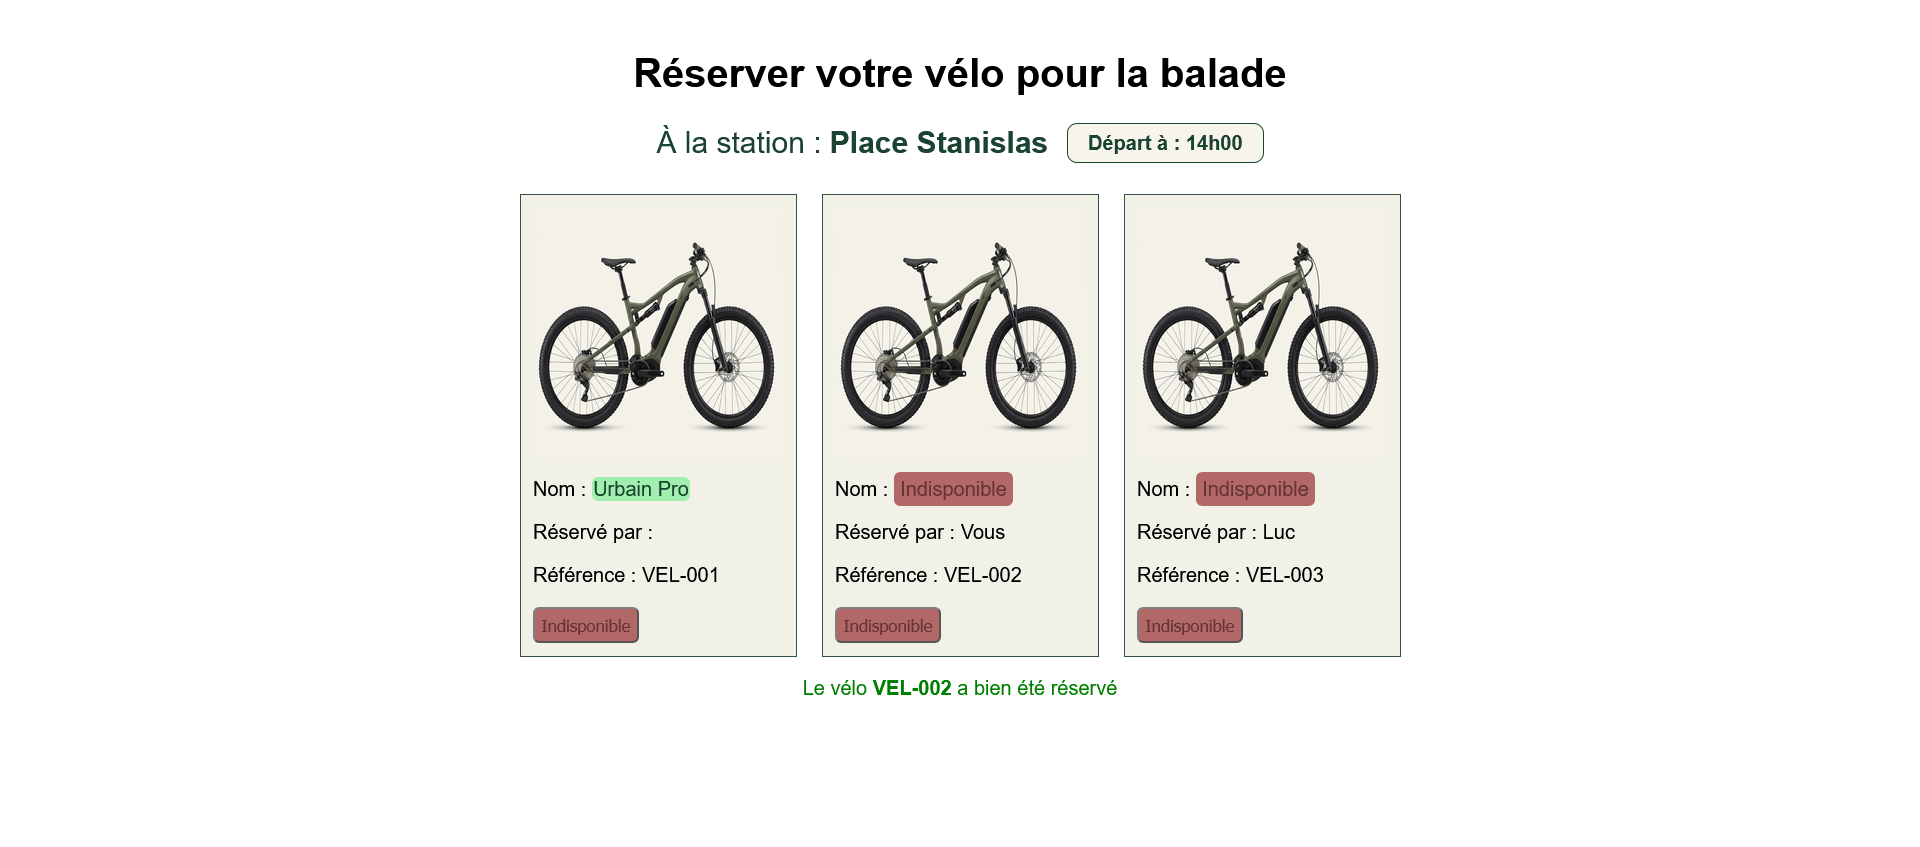 Réserver votre vélo pour la balade
À la station : Place Stanislas
Départ à : 14h00
Nom : Urbain Pro
Réservé par :
Référence : VEL-001
Indisponible
Nom : Indisponible
Réservé par : Vous
Référence : VEL-002
Indisponible
Nom : Indisponible
Réservé par : Luc
Référence : VEL-003
Indisponible
Le vélo VEL-002 a bien été réservé